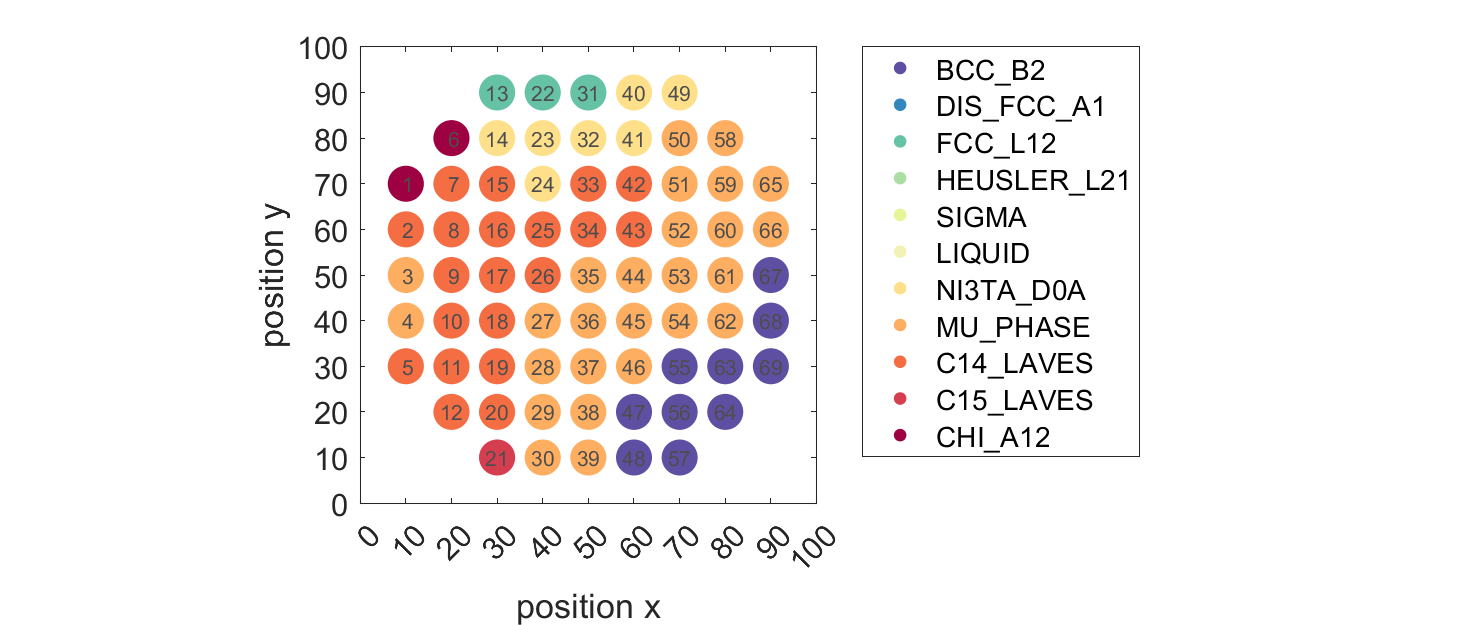 100
90
80
70
60
50
40
30
20
10
0
position y
13 22 31 40 49
6 14 23 32 41 50 58
1 7 15 24 33 42 51 59 65
2 8 16 25 34 43 52 60 66
3 9 17 26 35 44 53 61 67
4 10 18 27 36 45 54 62 68
5 11 19 28 37 46 55 63 69
12 20 29 38 47 56 64
21 30 39 48 57
0 10 20 30 40 50 60 70 80 90 100
position x
BCC_B2
DIS_FCC_A1
FCC_L12
HEUSLER_L21
SIGMA
LIQUID
NI3TA_D0A
MU_PHASE
C14_LAVES
C15_LAVES
CHI_A12